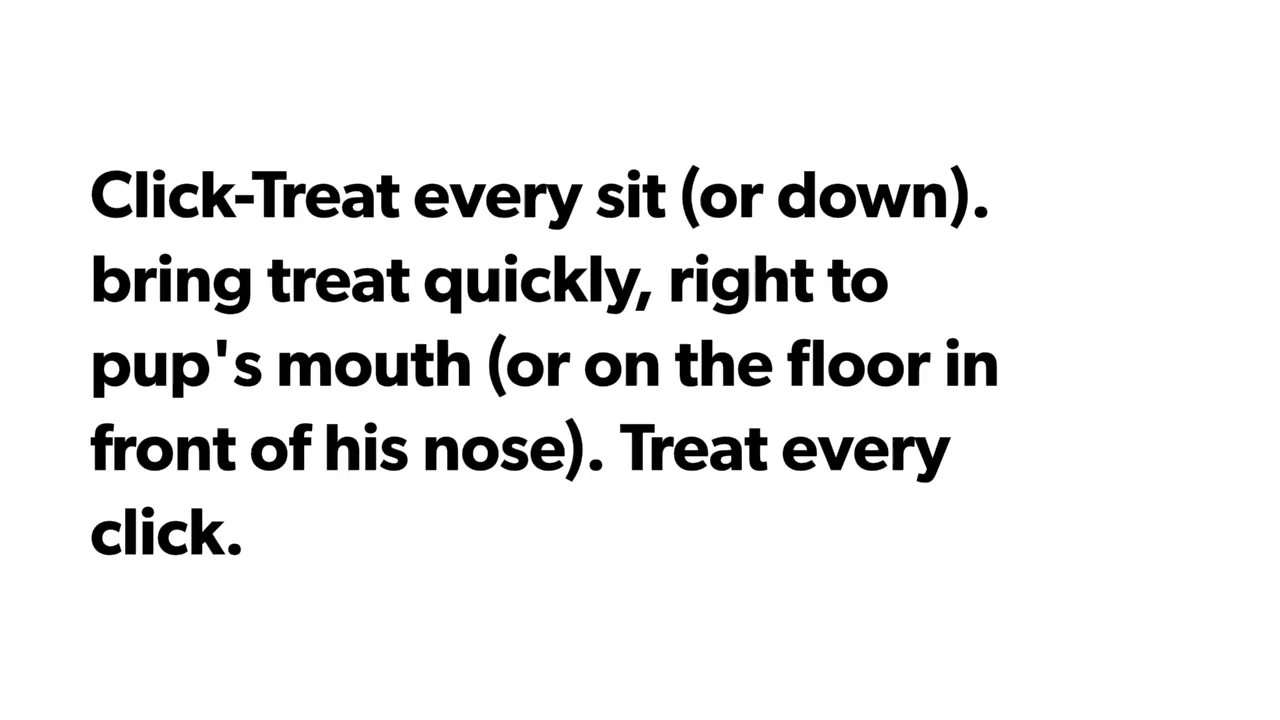 Click-Treat every sit (or down).
bring treat quickly, right to
pup's mouth (or on the floor in
front of his nose). Treat every
click.